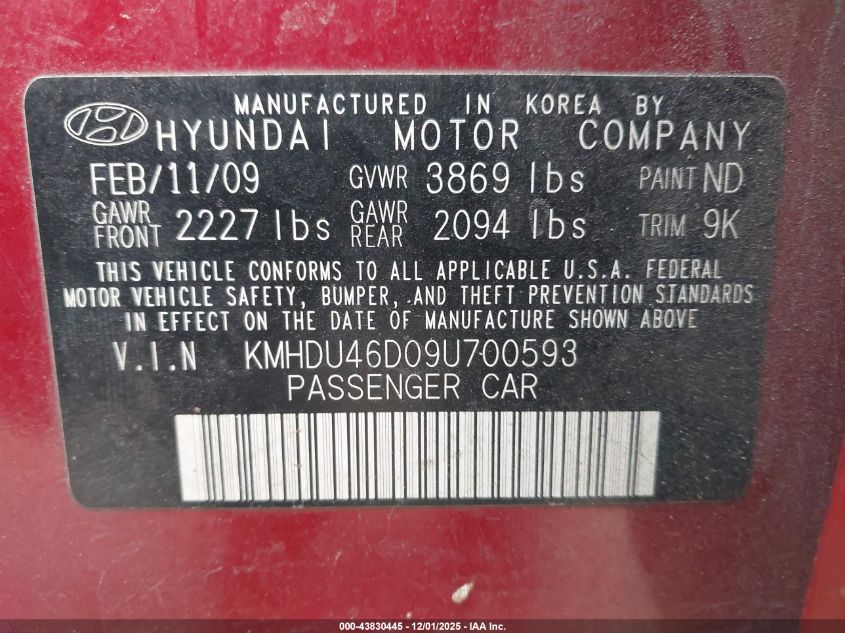 MANUFACTURED IN KOREA BY
HYUNDAI MOTOR COMPANY
FEB/11/09 GVWR 3869 lbs PAINT ND
GAWR FRONT 2227 lbs GAWR REAR 2094 lbs TRIM 9K
THIS VEHICLE CONFORMS TO ALL APPLICABLE U.S.A. FEDERAL
MOTOR VEHICLE SAFETY, BUMPER, AND THEFT PREVENTION STANDARDS
IN EFFECT ON THE DATE OF MANUFACTURE SHOWN ABOVE
V.I.N KMHDU46D09U700593
PASSENGER CAR
000-43830445 - 12/01/2025 - IAA Inc.